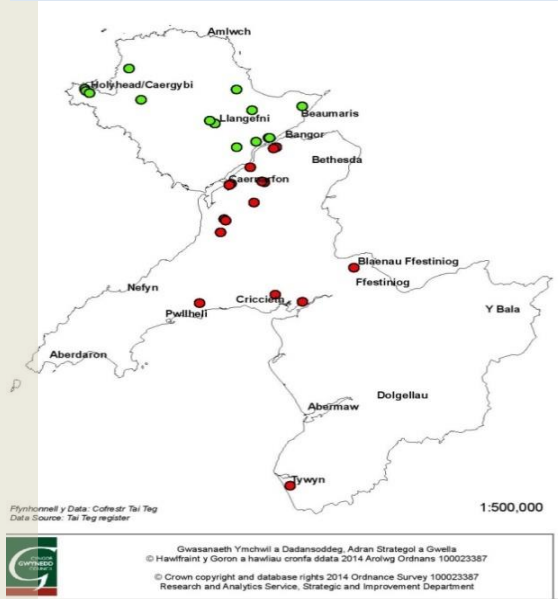 Amlwch
Holyhead/Caergybi
Llangefni
Beaumaris
Bangor
Bethesda
Caernarfon
Blaenau Ffestiniog
Ffestiniog
Nefyn
Criccieth
Y Bala
Pwllheli
Aberdaron
Dolgellau
Abermaw
Tywyn
Ffynhonnell y Data: Cofrestr Tai Teg
Data Source: Tai Teg register
1:500,000
CYNGOR
GWYNEDD
COUNCIL
Gwasanaeth Ymchwil a Dadansoddeg, Adran Strategol a Gwella
© Hawlfraint y Goron a hawliau cronfa ddata 2014 Arolwg Ordnans 100023387
© Crown copyright and database rights 2014 Ordnance Survey 100023387
Research and Analytics Service, Strategic and Improvement Department